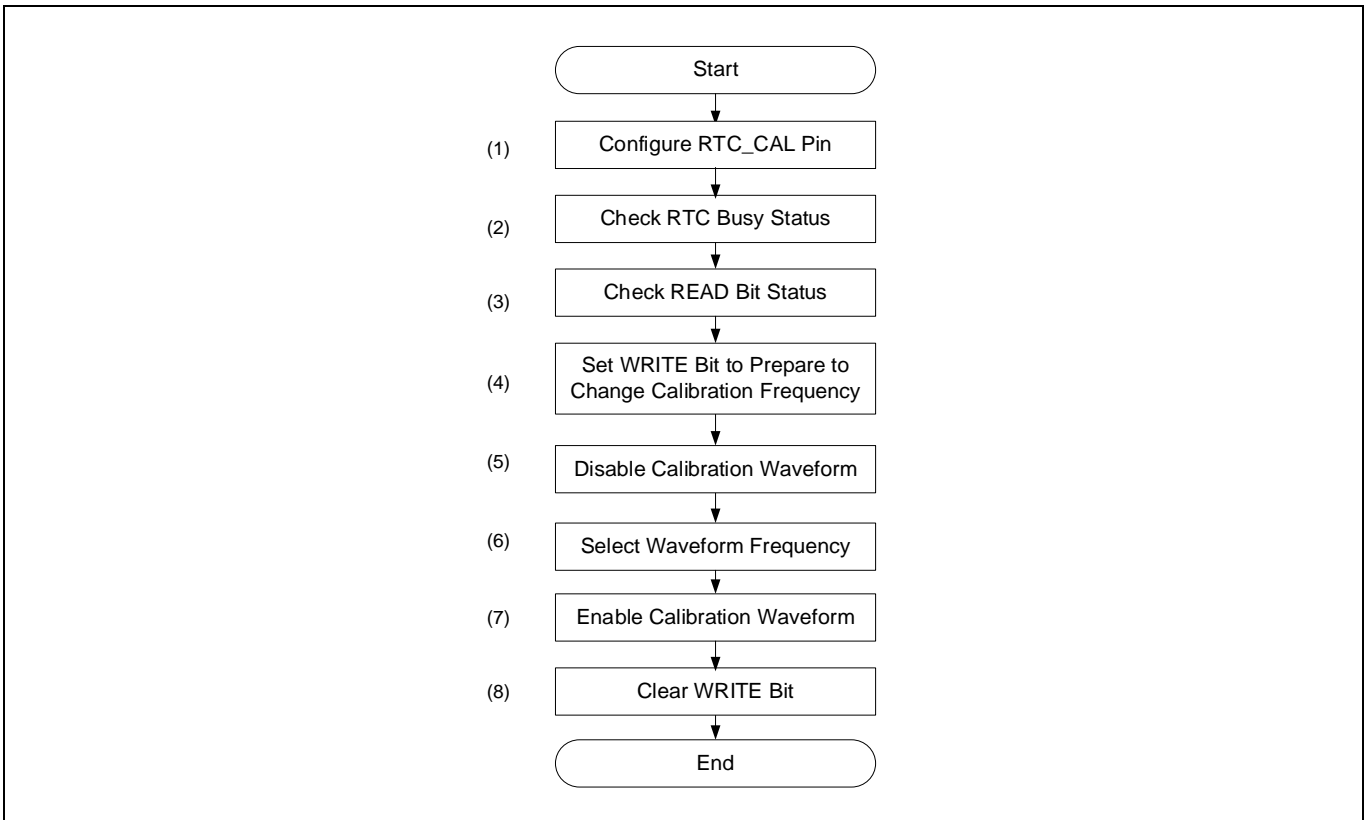 Start
(1)
Configure RTC_CAL Pin
(2)
Check RTC Busy Status
(3)
Check READ Bit Status
(4)
Set WRITE Bit to Prepare to
Change Calibration Frequency
(5)
Disable Calibration Waveform
(6)
Select Waveform Frequency
(7)
Enable Calibration Waveform
(8)
Clear WRITE Bit
End